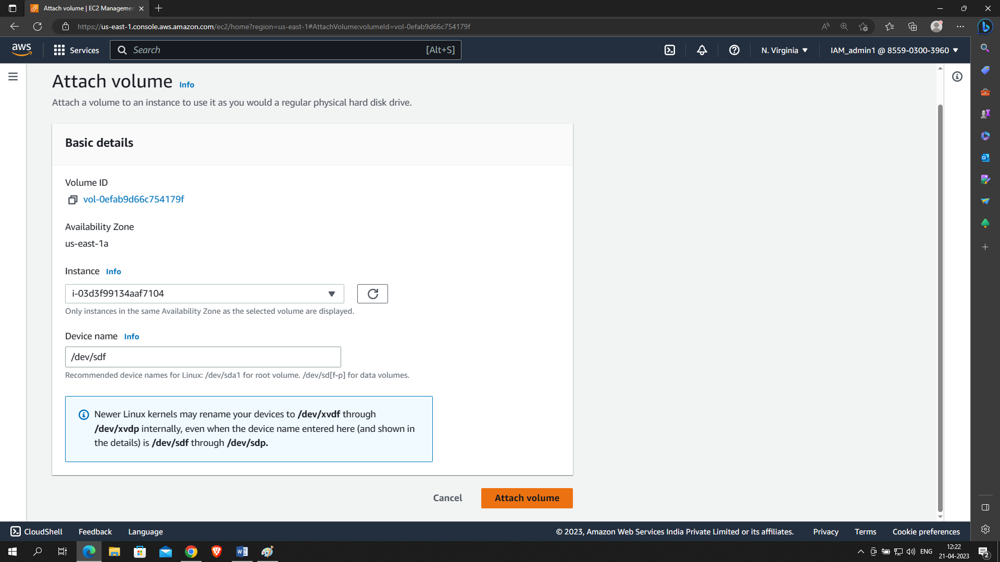 Attach volume | EC2 Managemen
https://us-east-1.console.aws.amazon.com/ec2/home?region=us-east-1#AttachVolume:volumeId=vol-0efab9d66c754179f
aws
Services
Search
[Alt+S]
N. Virginia
IAM_admin1 @ 8559-0300-3960
Attach volume Info
Attach a volume to an instance to use it as you would a regular physical hard disk drive.
Basic details
Volume ID
vol-0efab9d66c754179f
Availability Zone
us-east-1a
Instance Info
i-03d3f99134aaf7104
Only instances in the same Availability Zone as the selected volume are displayed.
Device name Info
/dev/sdf
Recommended device names for Linux: /dev/sda1 for root volume. /dev/sd[f-p] for data volumes.
Newer Linux kernels may rename your devices to /dev/xvdf through
/dev/xvdp internally, even when the device name entered here (and shown in
the details) is /dev/sdf through /dev/sdp.
Cancel
Attach volume
CloudShell
Feedback
Language
© 2023, Amazon Web Services India Private Limited or its affiliates.
Privacy
Terms
Cookie preferences
ENG
12:22
21-04-2023
2